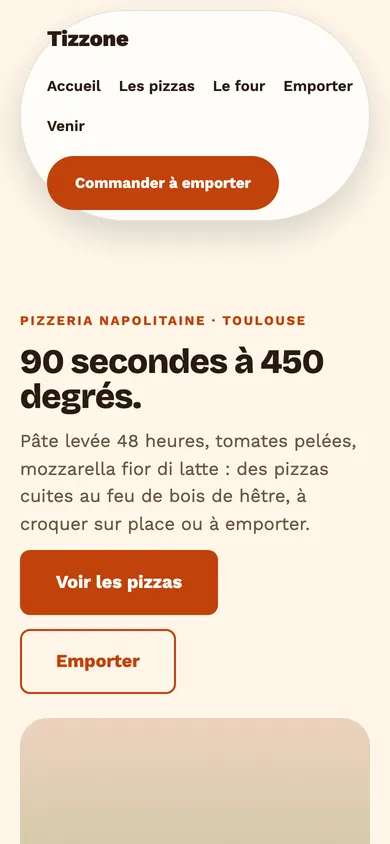 Tizzone
Accueil Les pizzas Le four Emporter
Venir
Commander à emporter
PIZZERIA NAPOLITAINE · TOULOUSE
90 secondes à 450
degrés.
Pâte levée 48 heures, tomates pelées,
mozzarella fior di latte : des pizzas
cuites au feu de bois de hêtre, à
croquer sur place ou à emporter.
Voir les pizzas
Emporter